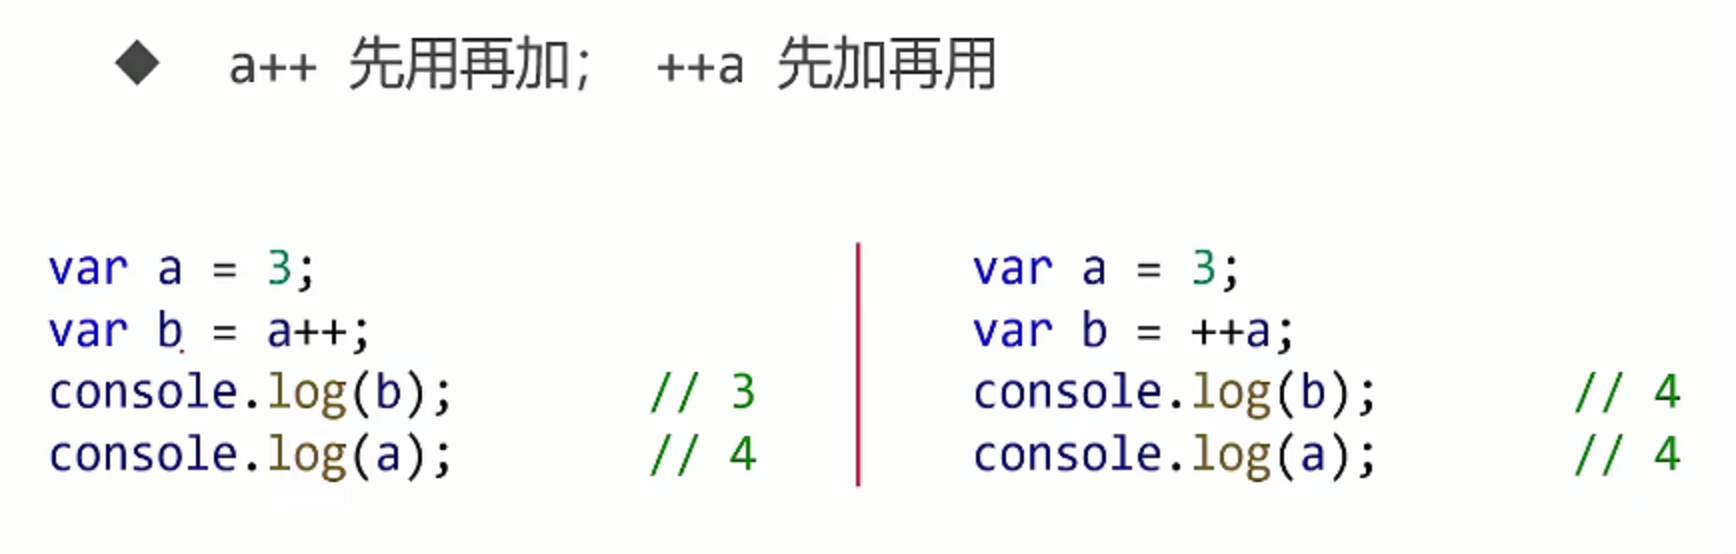 ◆ a++ 先用再加; ++a 先加再用
var a = 3;
var b = a++;
console.log(b); // 3
console.log(a); // 4
var a = 3;
var b = ++a;
console.log(b); // 4
console.log(a); // 4